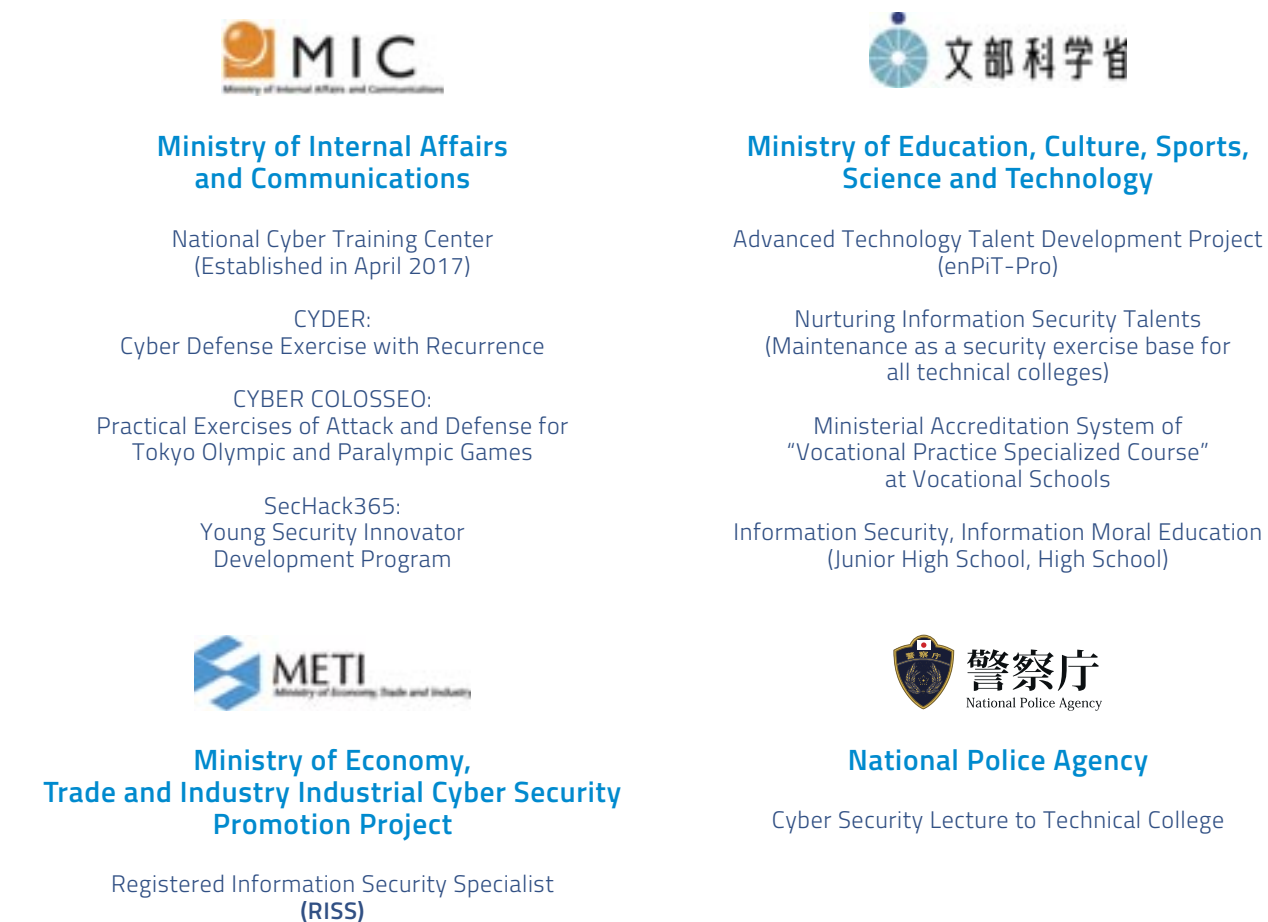 MIC
Ministry of Internal Affairs and Communications
Ministry of Internal Affairs
and Communications
National Cyber Training Center
(Established in April 2017)
CYDER:
Cyber Defense Exercise with Recurrence
CYBER COLOSSEO:
Practical Exercises of Attack and Defense for
Tokyo Olympic and Paralympic Games
SecHack365:
Young Security Innovator
Development Program
文部科学省
Ministry of Education, Culture, Sports,
Science and Technology
Advanced Technology Talent Development Project
(enPiT-Pro)
Nurturing Information Security Talents
(Maintenance as a security exercise base for
all technical colleges)
Ministerial Accreditation System of
“Vocational Practice Specialized Course”
at Vocational Schools
Information Security, Information Moral Education
(Junior High School, High School)
METI
Ministry of Economy, Trade and Industry
Ministry of Economy,
Trade and Industry Industrial Cyber Security
Promotion Project
Registered Information Security Specialist
(RISS)
警察庁
警察庁
National Police Agency
National Police Agency
Cyber Security Lecture to Technical College